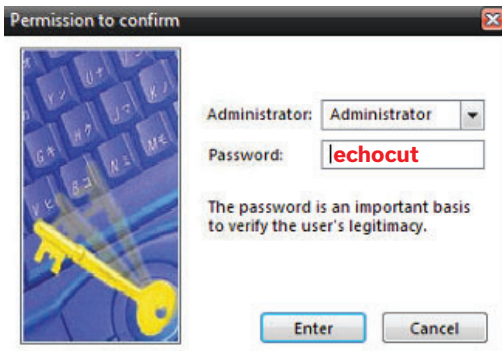 Permission to confirm
Administrator: Administrator
Password: echocut
The password is an important basis
to verify the user's legitimacy.
Enter Cancel